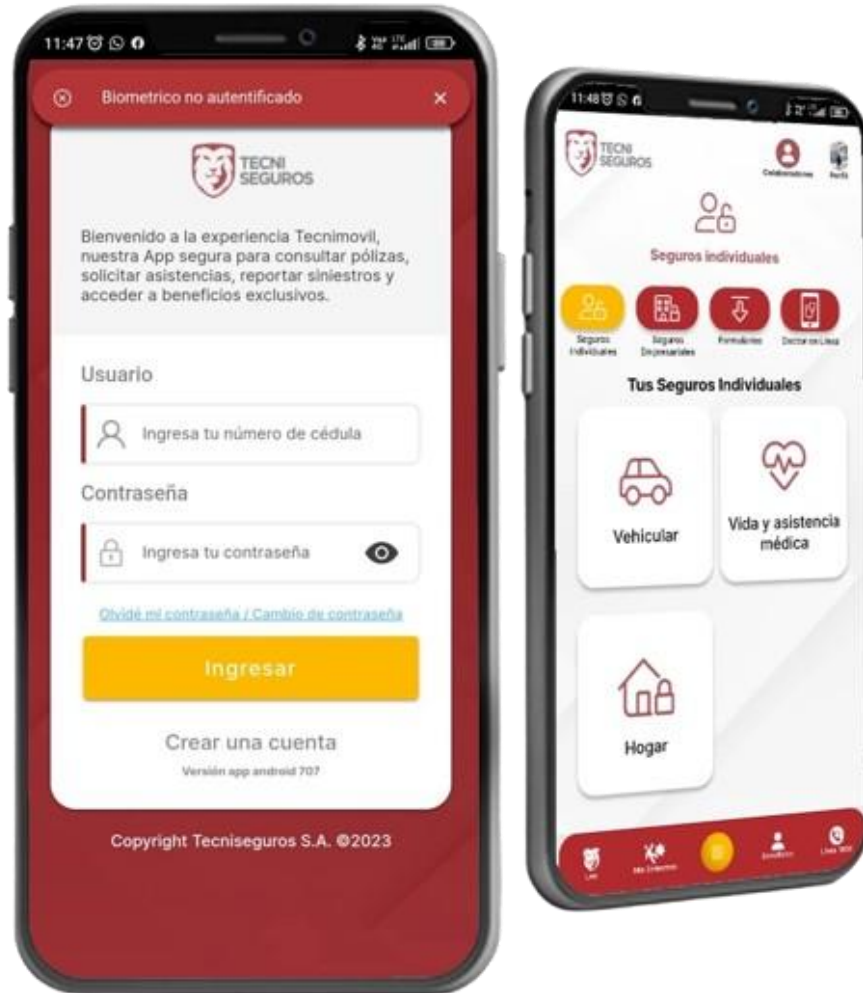 11:47
Biometrico no autentificado
TECNI
SEGUROS
Bienvenido a la experiencia Tecnimovil,
nuestra App segura para consultar pólizas,
solicitar asistencias, reportar siniestros y
acceder a beneficios exclusivos.
Usuario
Ingresa tu número de cédula
Contraseña
Ingresa tu contraseña
Olvidé mi contraseña / Cambio de contraseña
Ingresar
Crear una cuenta
Versión app android 707
Copyright Tecniseguros S.A. ©2023
11:48
TECNI
SEGUROS
Colaboradores
Perfil
Seguros individuales
Seguros
Individuales
Seguros
Empresariales
Formularios
Doctor en Línea
Tus Seguros Individuales
Vehicular
Vida y asistencia
médica
Hogar
Beneficios